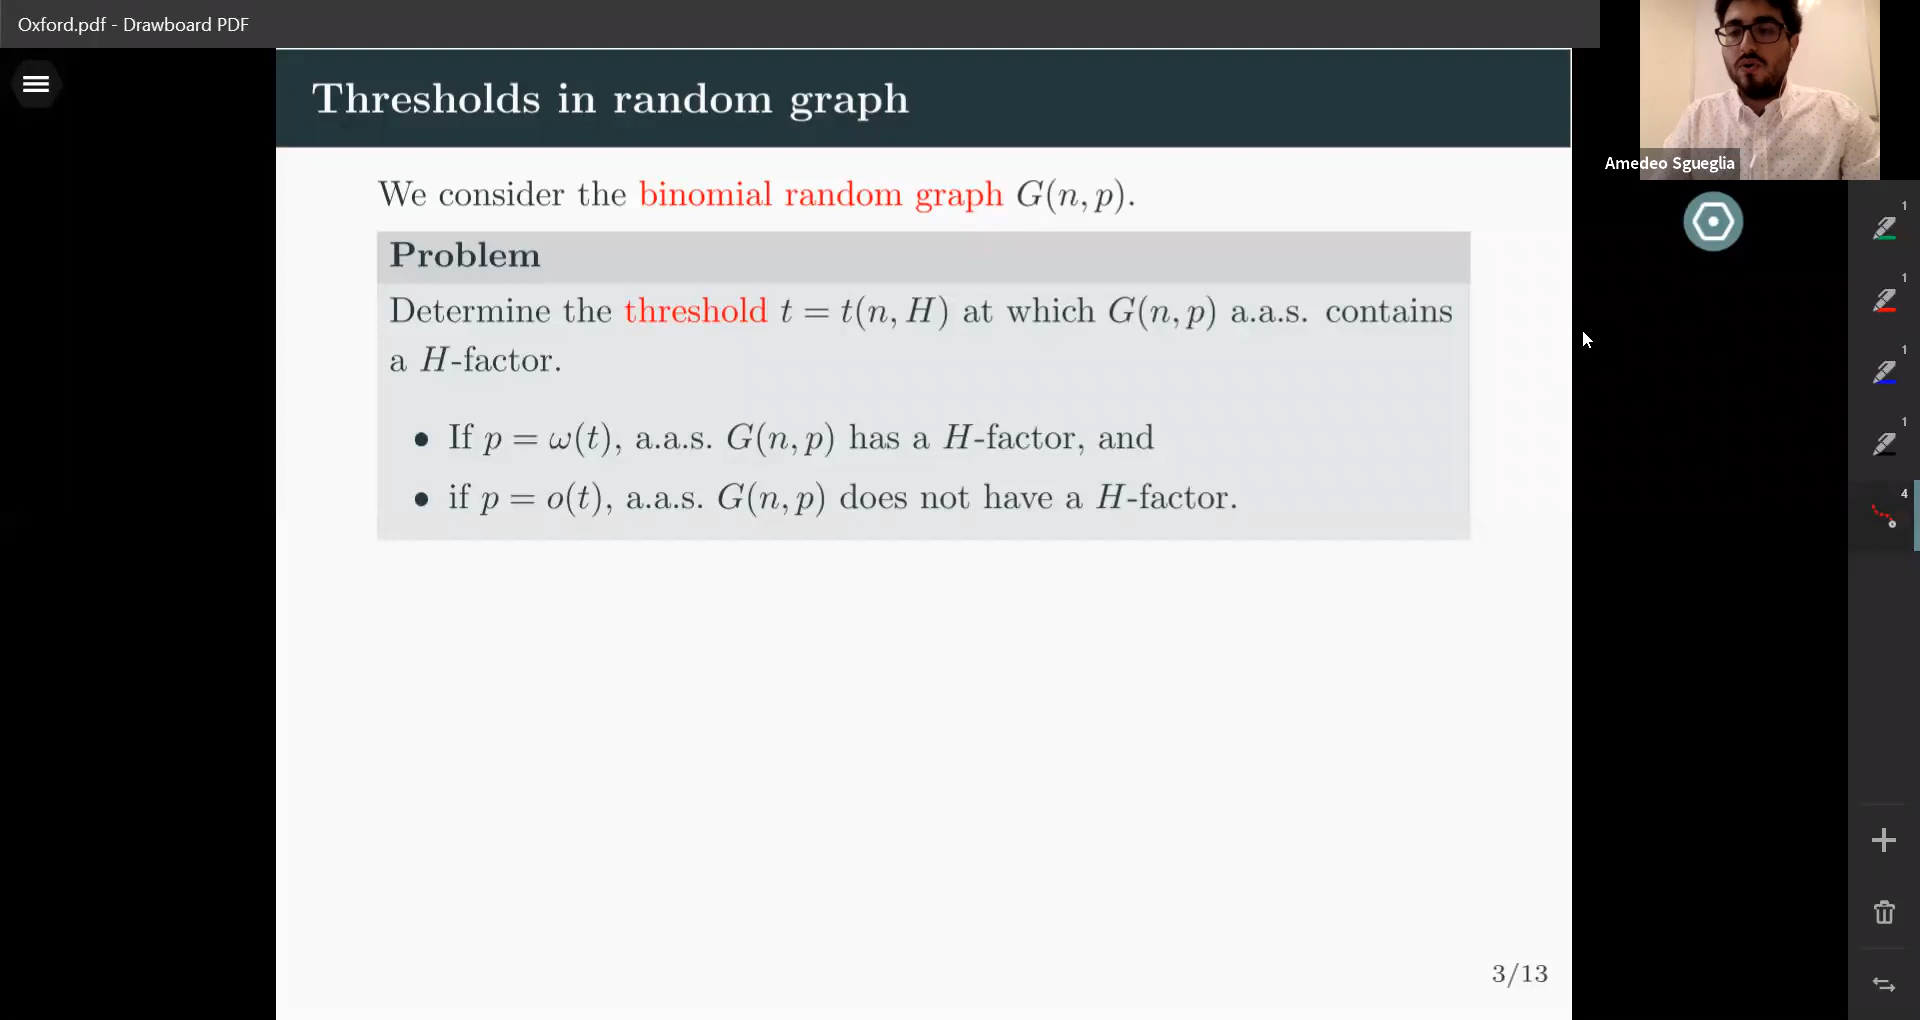 Oxford.pdf - Drawboard PDF
Thresholds in random graph
Amedeo Sgueglia
We consider the binomial random graph G(n, p).
Problem
Determine the threshold t = t(n, H) at which G(n, p) a.a.s. contains
a H-factor.
• If p = ω(t), a.a.s. G(n, p) has a H-factor, and
• if p = o(t), a.a.s. G(n, p) does not have a H-factor.
1
1
1
1
4
3/13